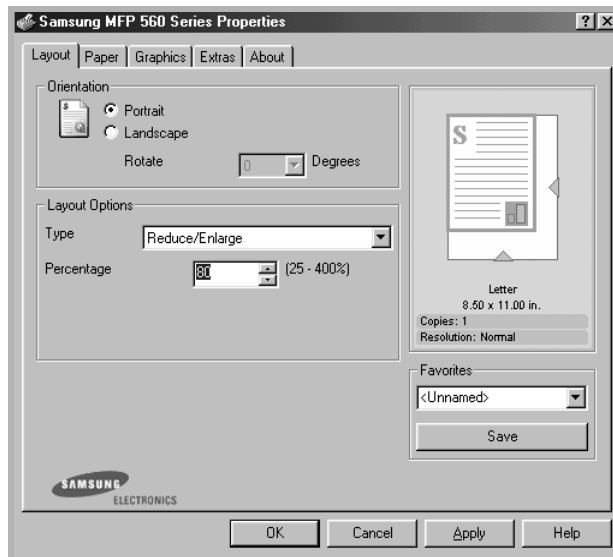 Samsung MFP 560 Series Properties
Layout Paper Graphics Extras About
Orientation
Portrait
Landscape
Rotate 0 Degrees
Layout Options
Type Reduce/Enlarge
Percentage 80 (25 - 400%)
S
Letter
8.50 x 11.00 in.
Copies: 1
Resolution: Normal
Favorites
<Unnamed>
Save
SAMSUNG
ELECTRONICS
OK Cancel Apply Help